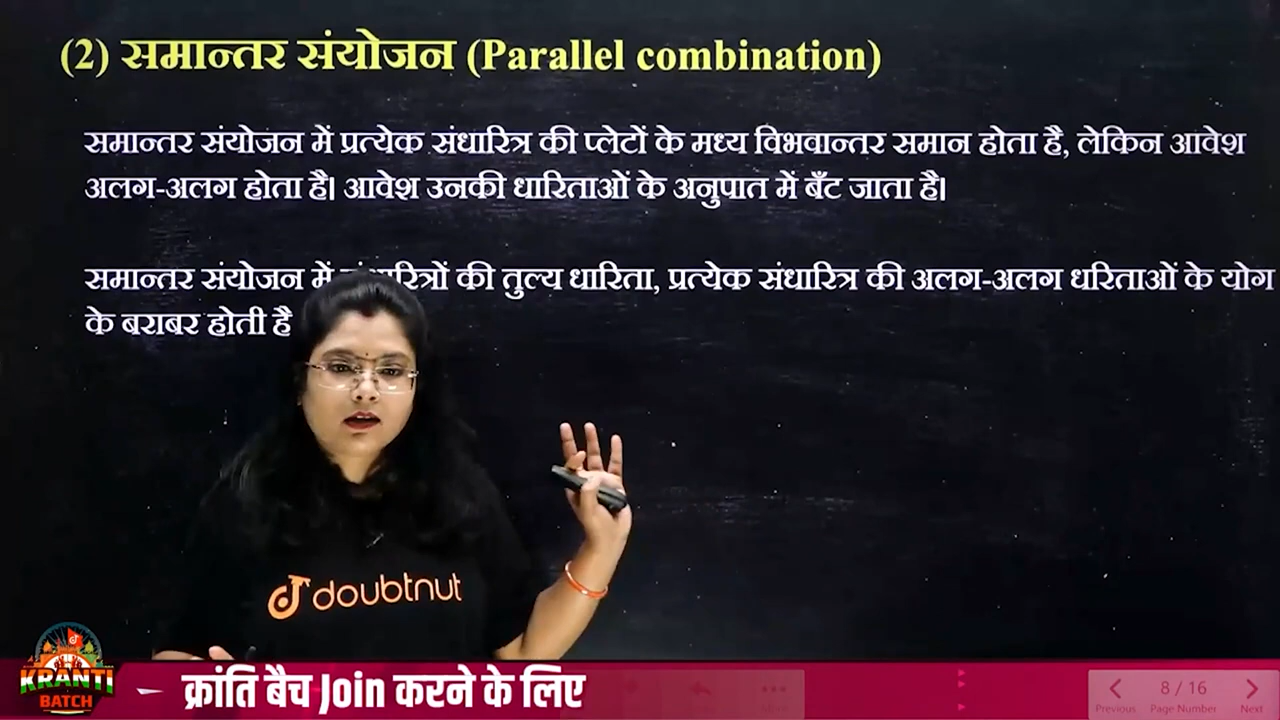 (2) समान्तर संयोजन (Parallel combination)
समान्तर संयोजन में प्रत्येक संधारित्र की प्लेटों के मध्य विभवान्तर समान होता है, लेकिन आवेश
अलग-अलग होता है। आवेश उनकी धारिताओं के अनुपात में बँट जाता है।
समान्तर संयोजन में की तुल्य धारिता, प्रत्येक संधारित्र की अलग-अलग धरिताओं के योग
के बराबर होती है
doubtnut
KRANTI
BATCH
क्रांति बैच Join करने के लिए
8 / 16
Previous Page Number Next